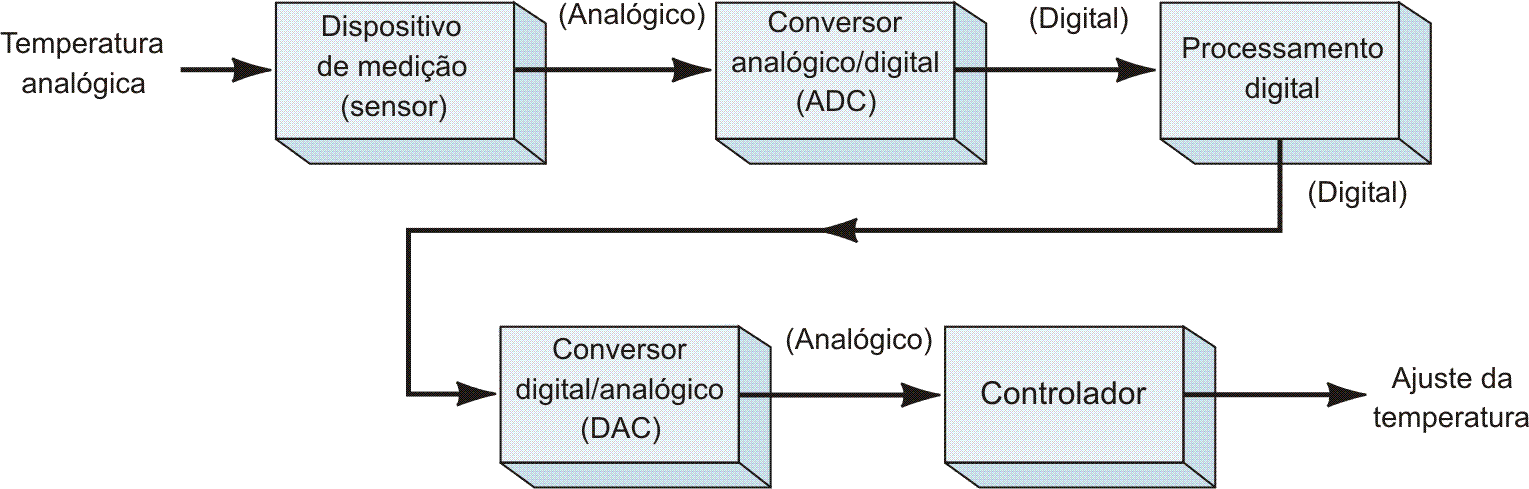 Temperatura
analógica
Dispositivo
de medição
(sensor)
(Analógico)
Conversor
analógico/digital
(ADC)
(Digital)
Processamento
digital
(Digital)
Conversor
digital/analógico
(DAC)
(Analógico)
Controlador
Ajuste da
temperatura